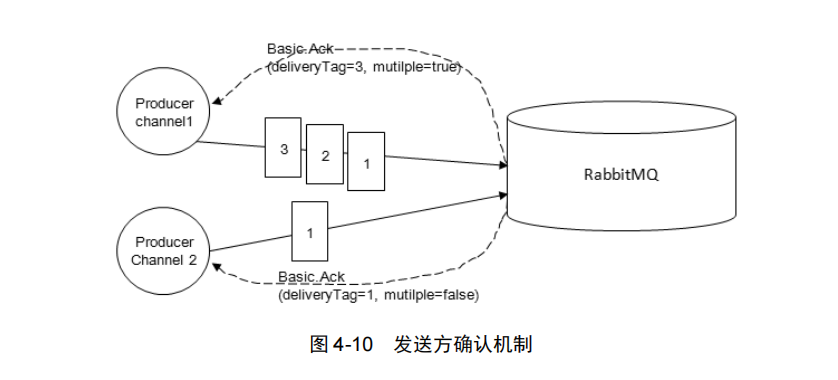 Basic.Ack
(deliveryTag=3, mutilple=true)
Producer
channel1
3
2
1
RabbitMQ
Producer
Channel 2
1
Basic.Ack
(deliveryTag=1, mutilple=false)
图 4-10 发送方确认机制